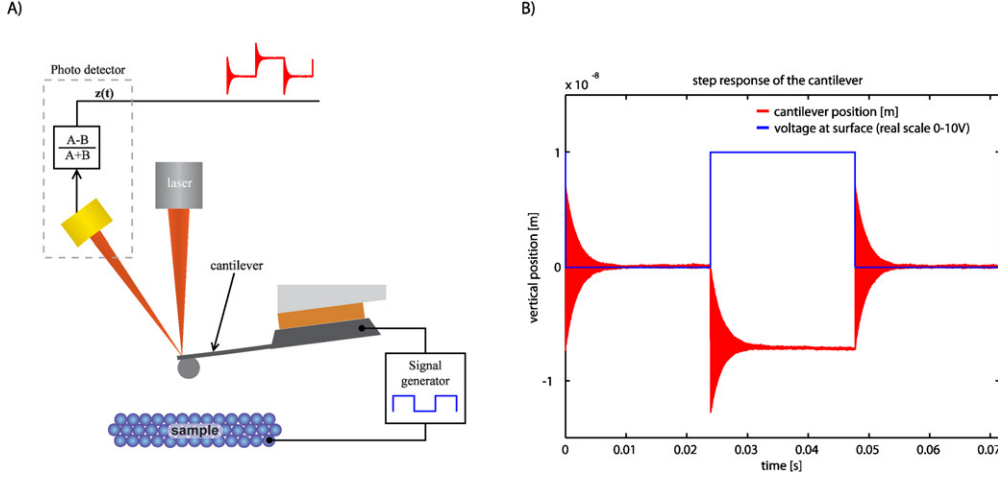 A)
Photo detector
z(t)
A-B
A+B
laser
cantilever
Signal
generator
sample
B)
step response of the cantilever
x 10 -8
cantilever position [m]
voltage at surface (real scale 0-10V)
vertical position [m]
1
0
-1
0 0.01 0.02 0.03 0.04 0.05 0.06 0.07
time [s]